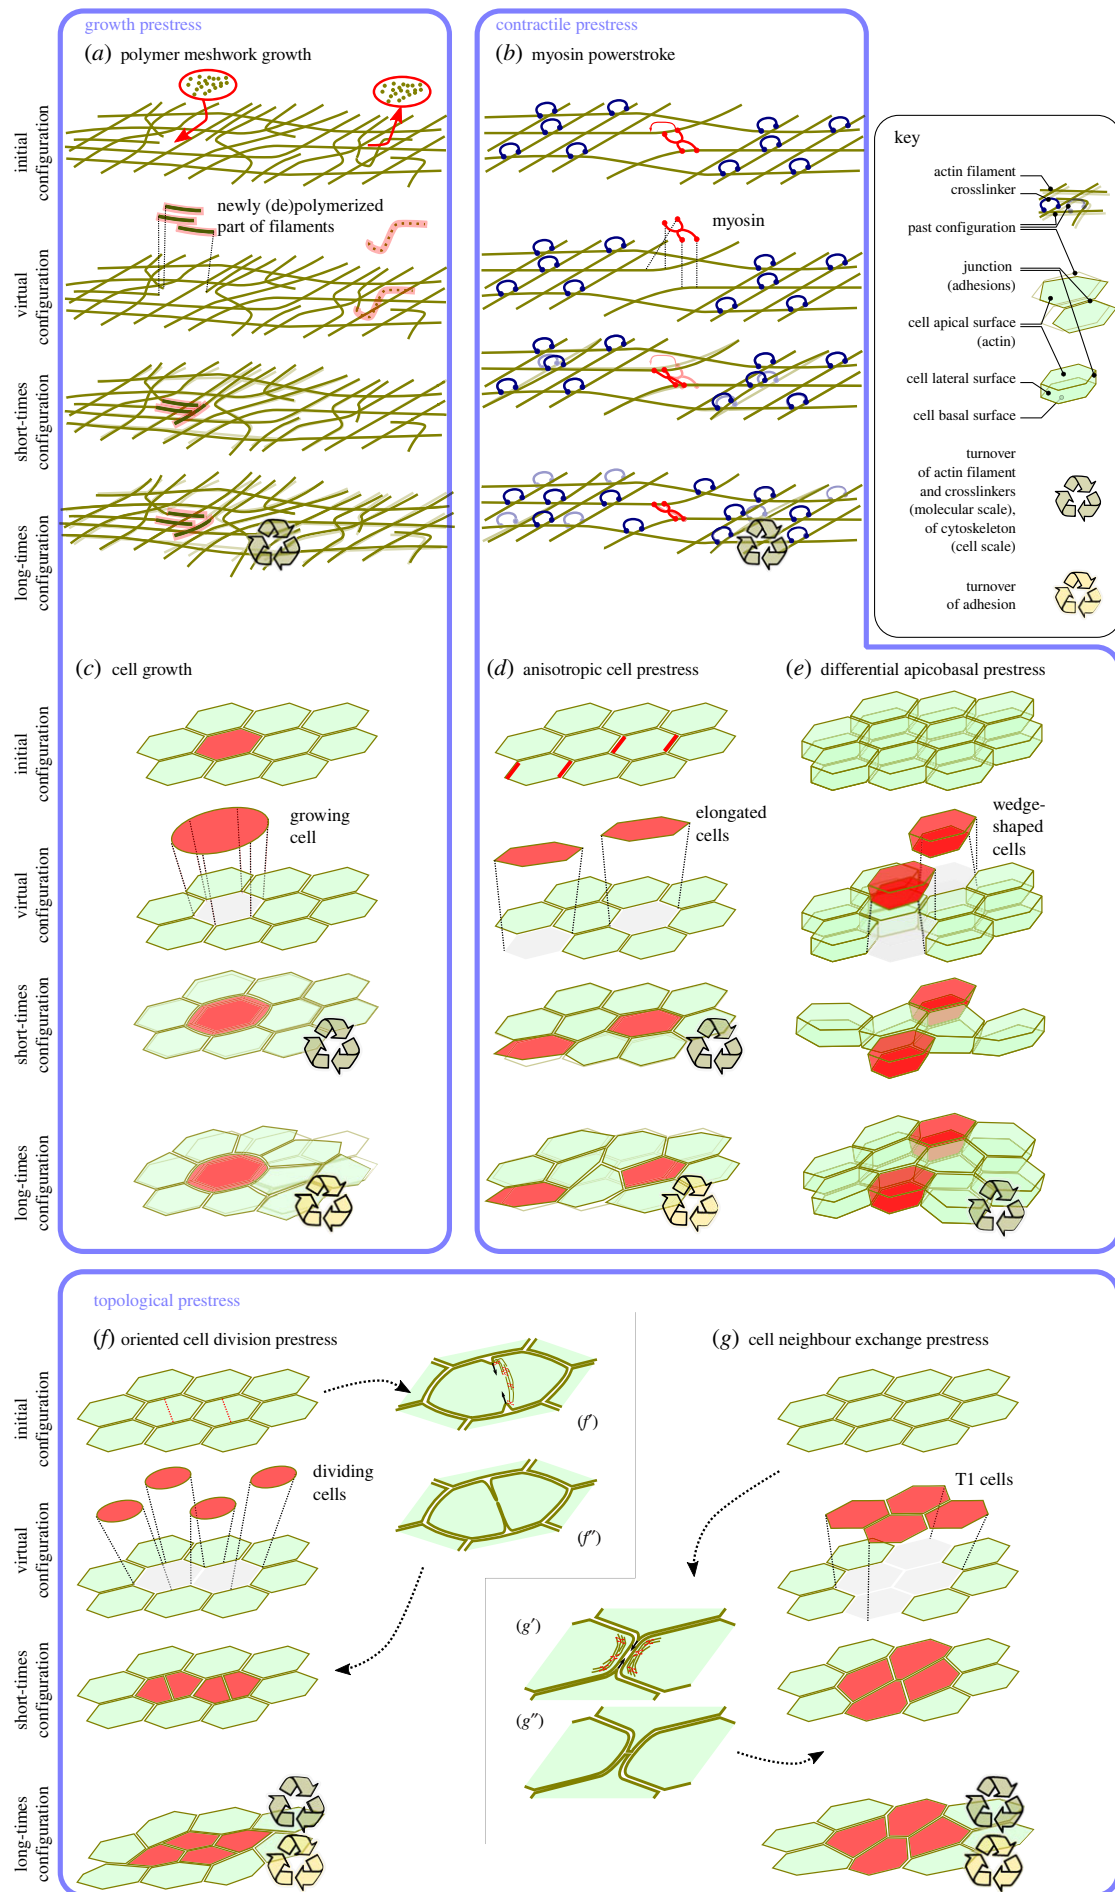 growth prestress
(a) polymer meshwork growth
initial
configuration
newly (de)polymerized
part of filaments
virtual
configuration
short-times
configuration
long-times
configuration
contractile prestress
(b) myosin powerstroke
myosin
key
actin filament
crosslinker
past configuration
junction
(adhesions)
cell apical surface
(actin)
cell lateral surface
cell basal surface
turnover
of actin filament
and crosslinkers
(molecular scale),
of cytoskeleton
(cell scale)
turnover
of adhesion
(c) cell growth
initial
configuration
growing
cell
virtual
configuration
short-times
configuration
long-times
configuration
(d) anisotropic cell prestress
elongated
cells
(e) differential apicobasal prestress
wedge-
shaped
cells
topological prestress
(f) oriented cell division prestress
initial
configuration
(f′)
dividing
cells
virtual
configuration
(f″)
short-times
configuration
long-times
configuration
(g) cell neighbour exchange prestress
T1 cells
(g′)
(g″)